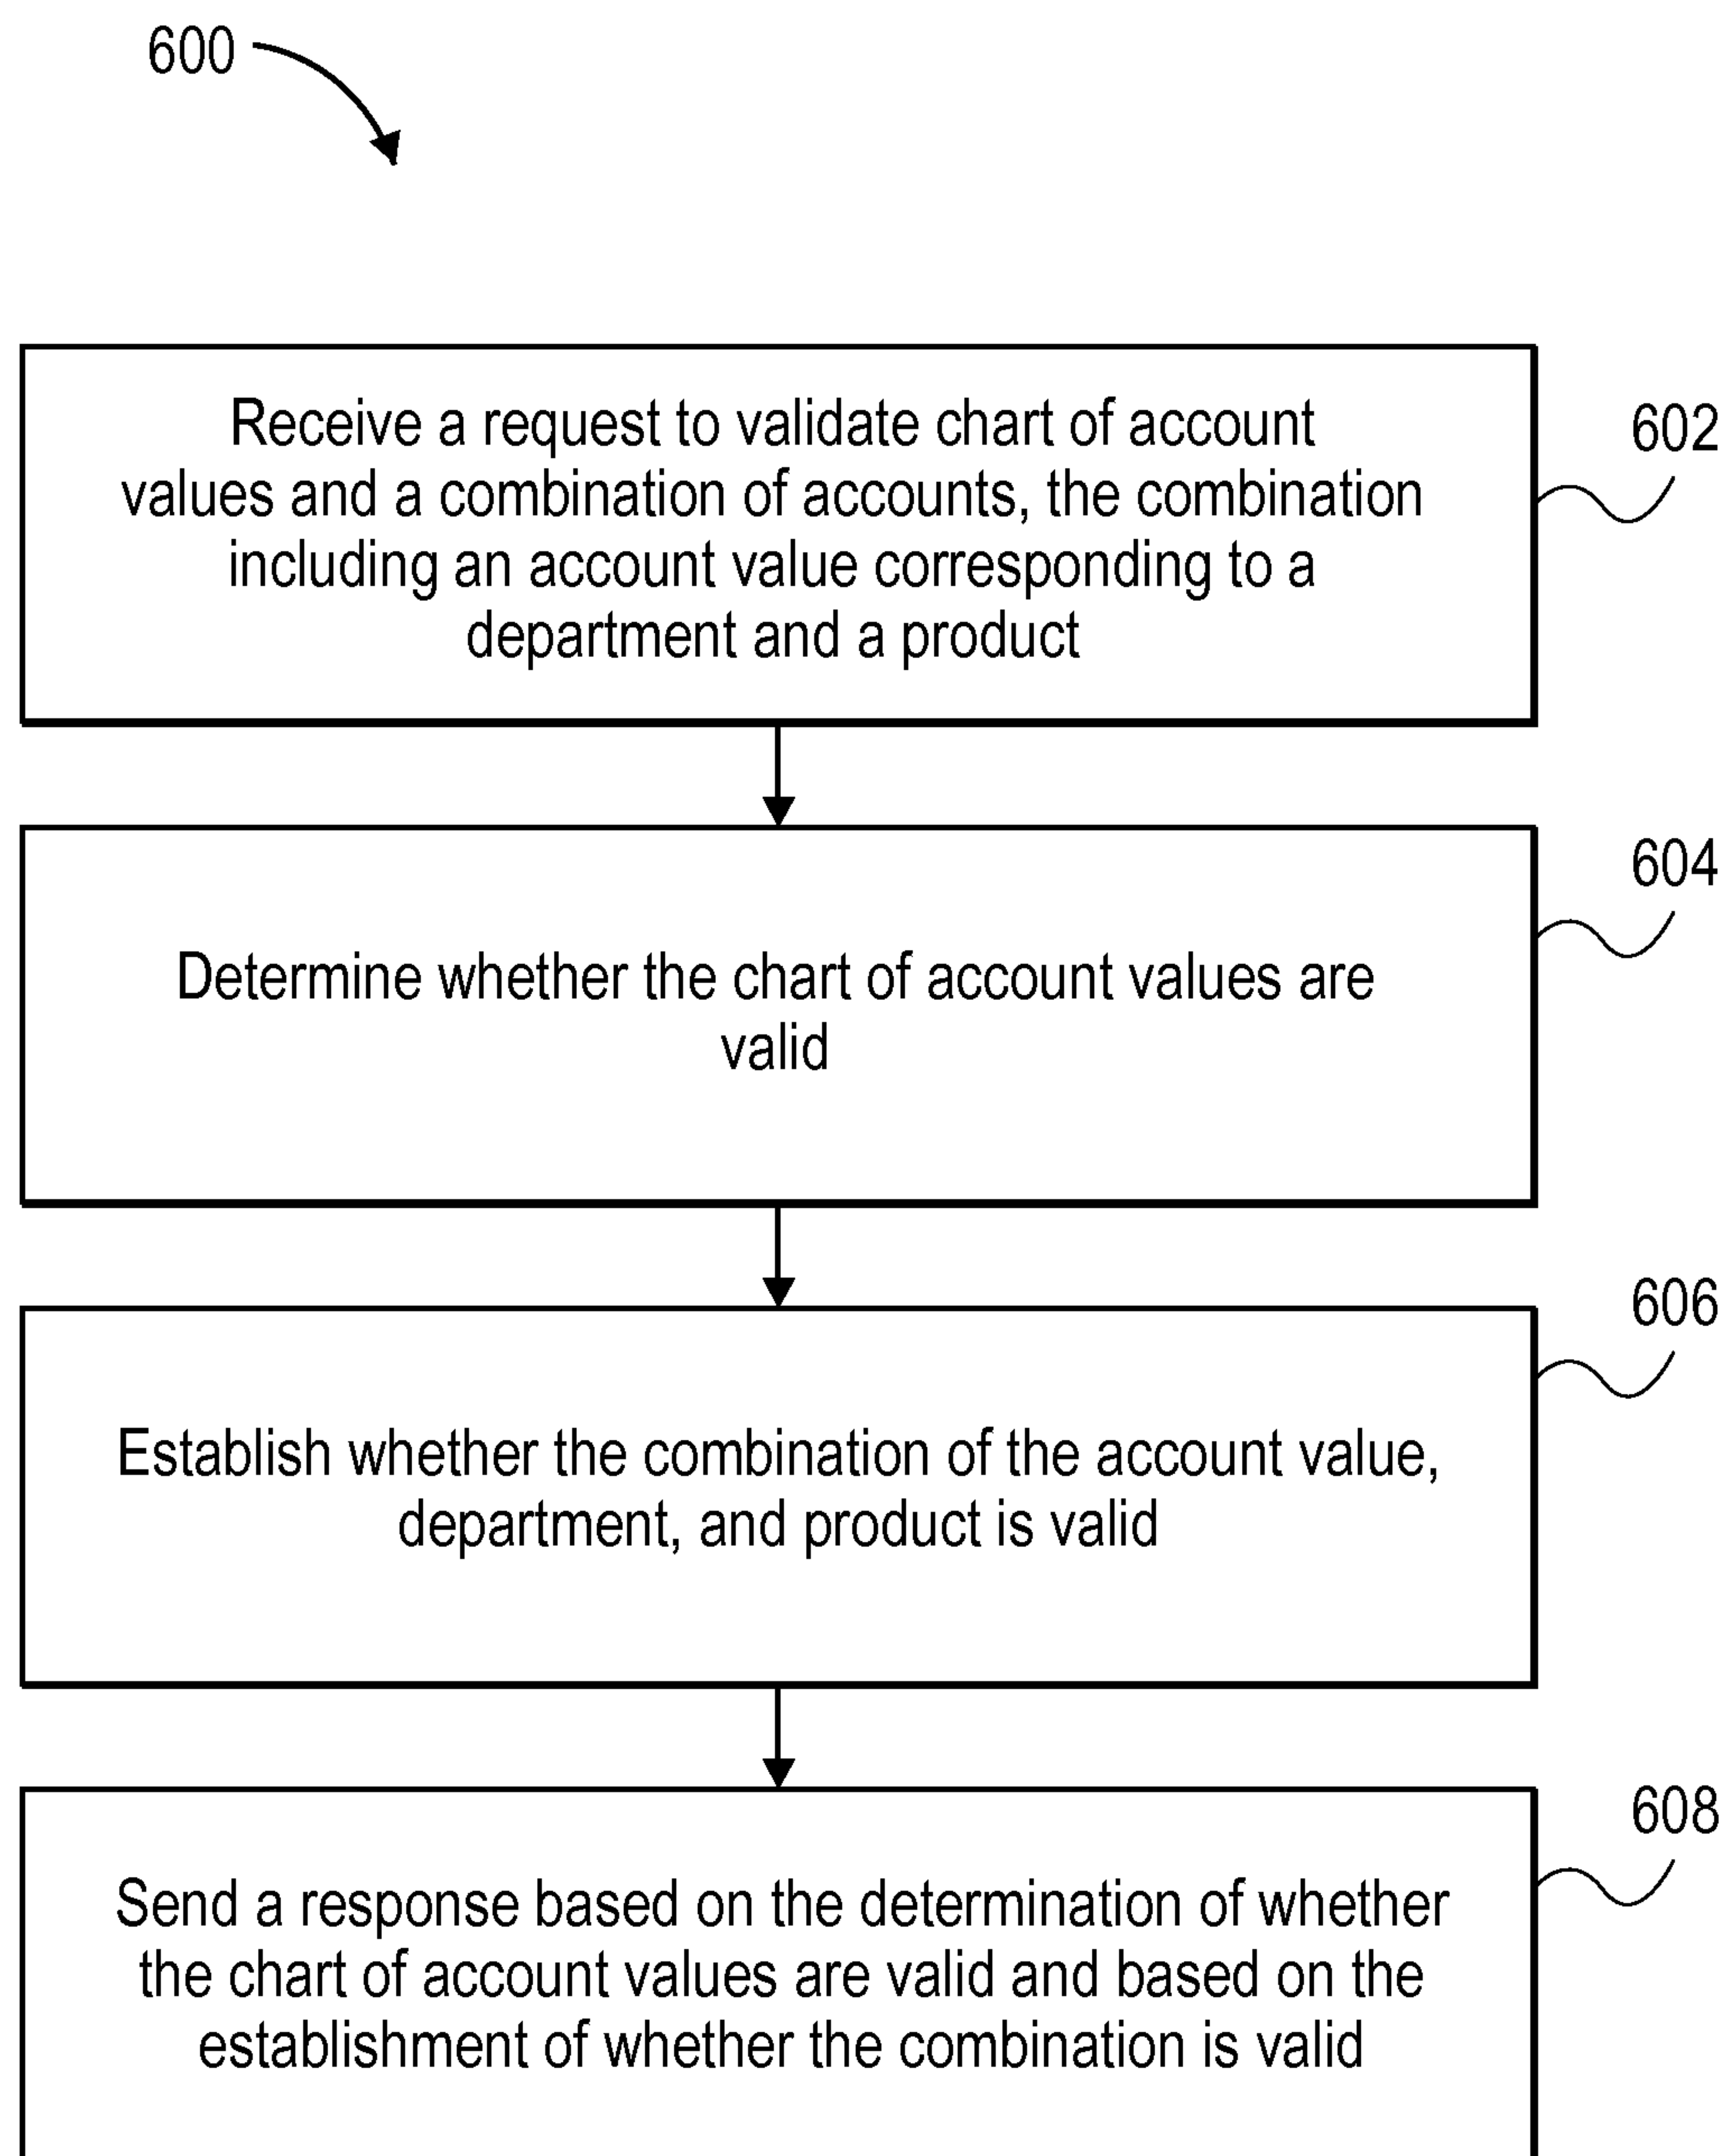 600
Receive a request to validate chart of account
values and a combination of accounts, the combination
including an account value corresponding to a
department and a product
602
Determine whether the chart of account values are
valid
604
Establish whether the combination of the account value,
department, and product is valid
606
Send a response based on the determination of whether
the chart of account values are valid and based on the
establishment of whether the combination is valid
608